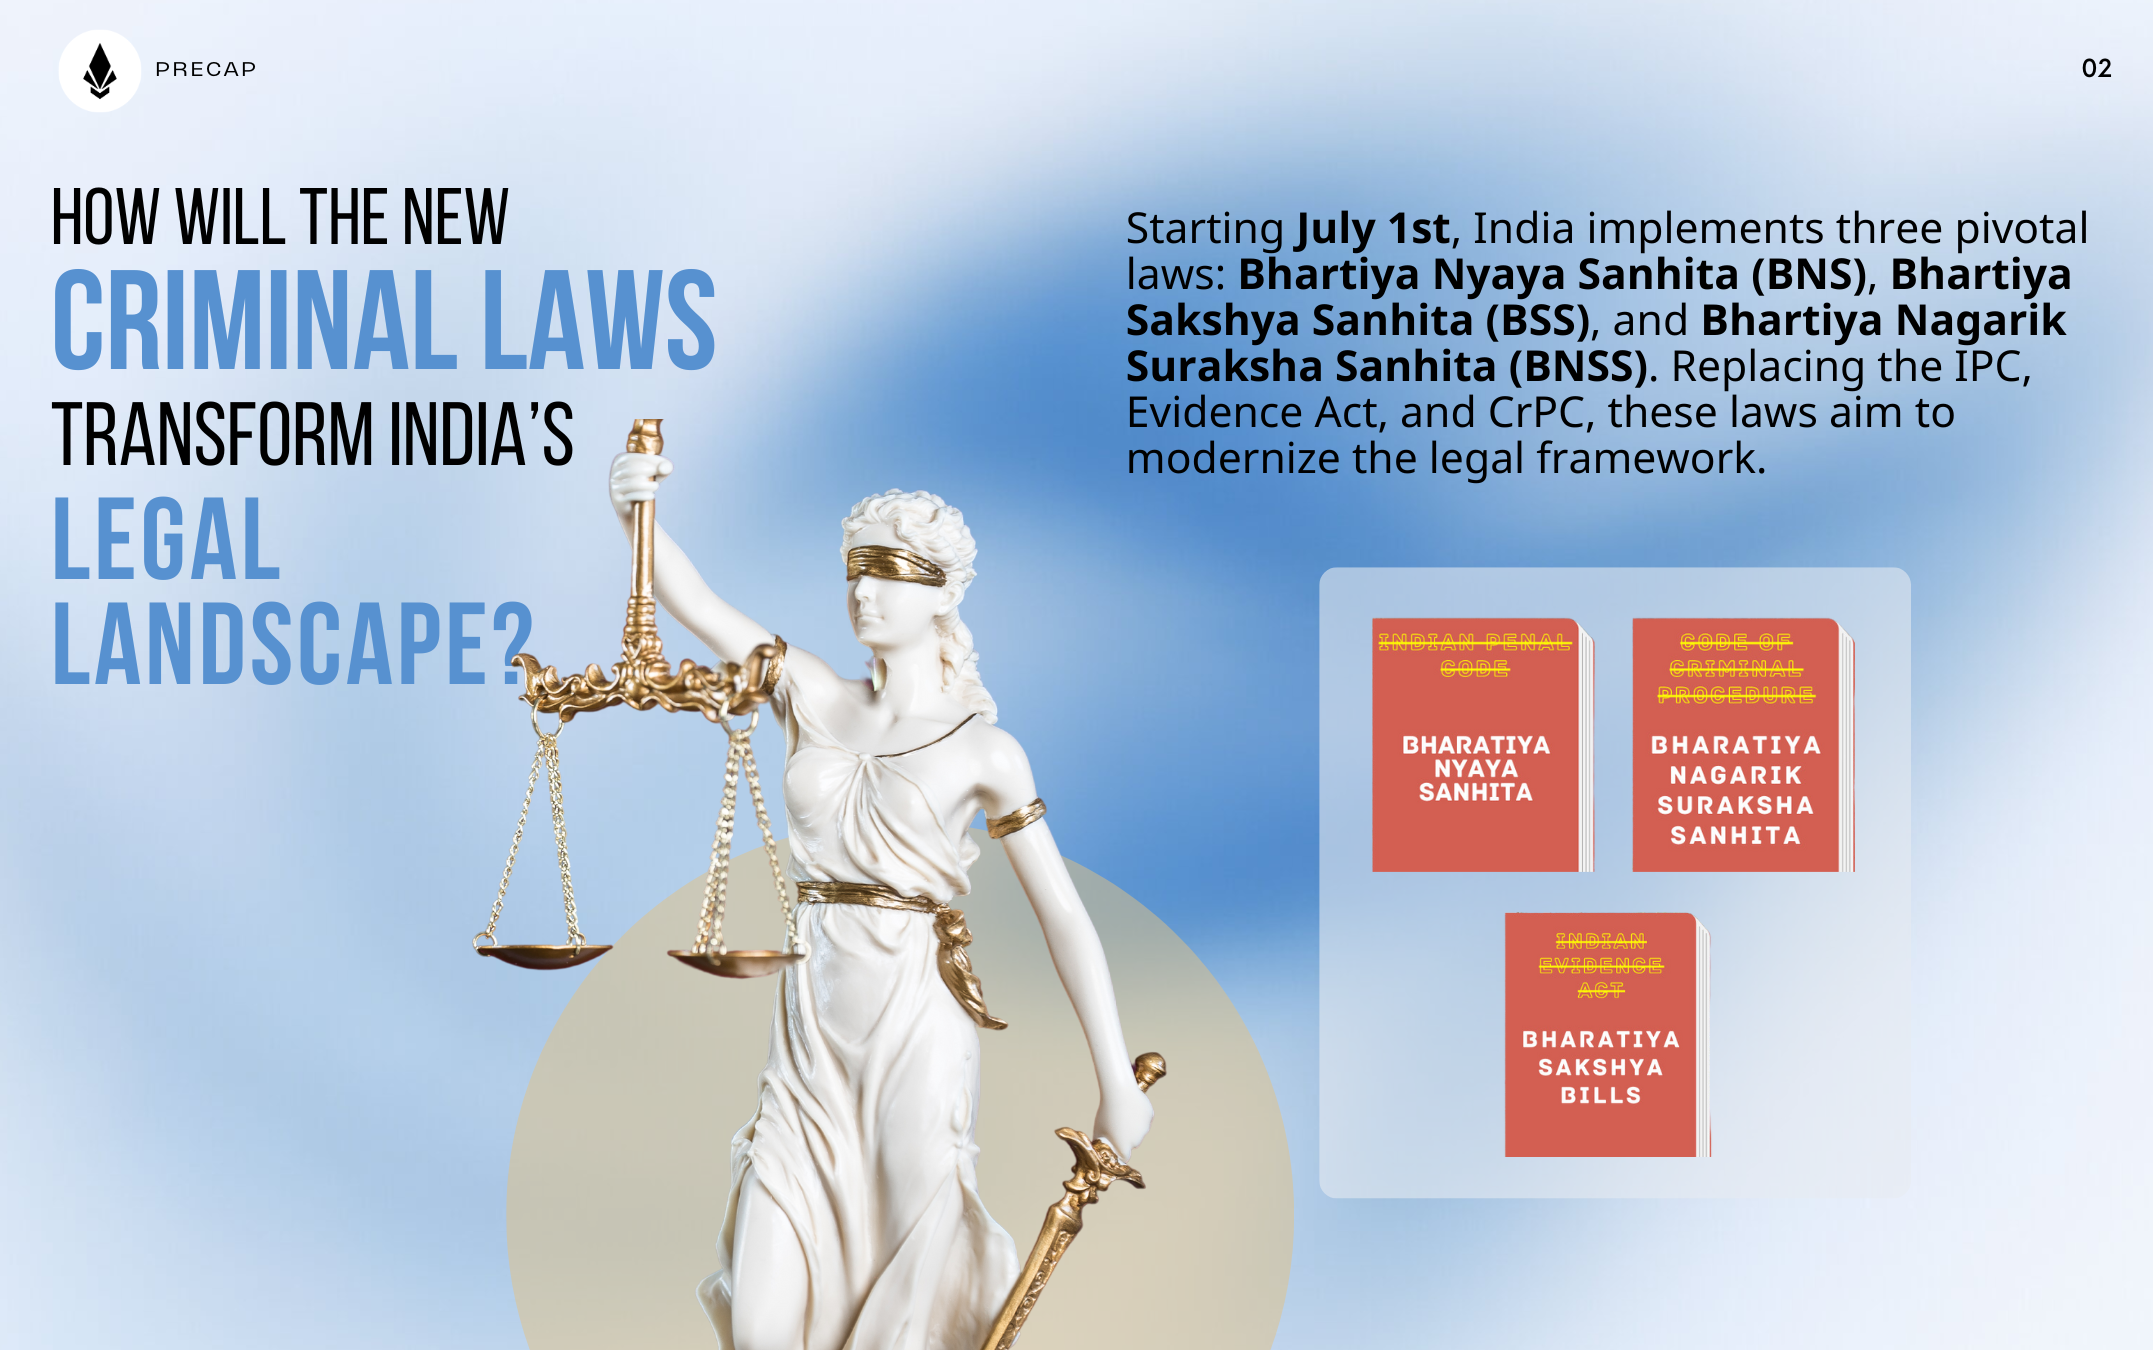 PRECAP
02
HOW WILL THE NEW
CRIMINAL LAWS
TRANSFORM INDIA'S
LEGAL
LANDSCAPE?
Starting July 1st, India implements three pivotal
laws: Bhartiya Nyaya Sanhita (BNS), Bhartiya
Sakshya Sanhita (BSS), and Bhartiya Nagarik
Suraksha Sanhita (BNSS). Replacing the IPC,
Evidence Act, and CrPC, these laws aim to
modernize the legal framework.
INDIAN PENAL
CODE
BHARATIYA
NYAYA
SANHITA
CODE OF
CRIMINAL
PROCEDURE
BHARATIYA
NAGARIK
SURAKSHA
SANHITA
INDIAN
EVIDENCE
ACT
BHARATIYA
SAKSHYA
BILLS